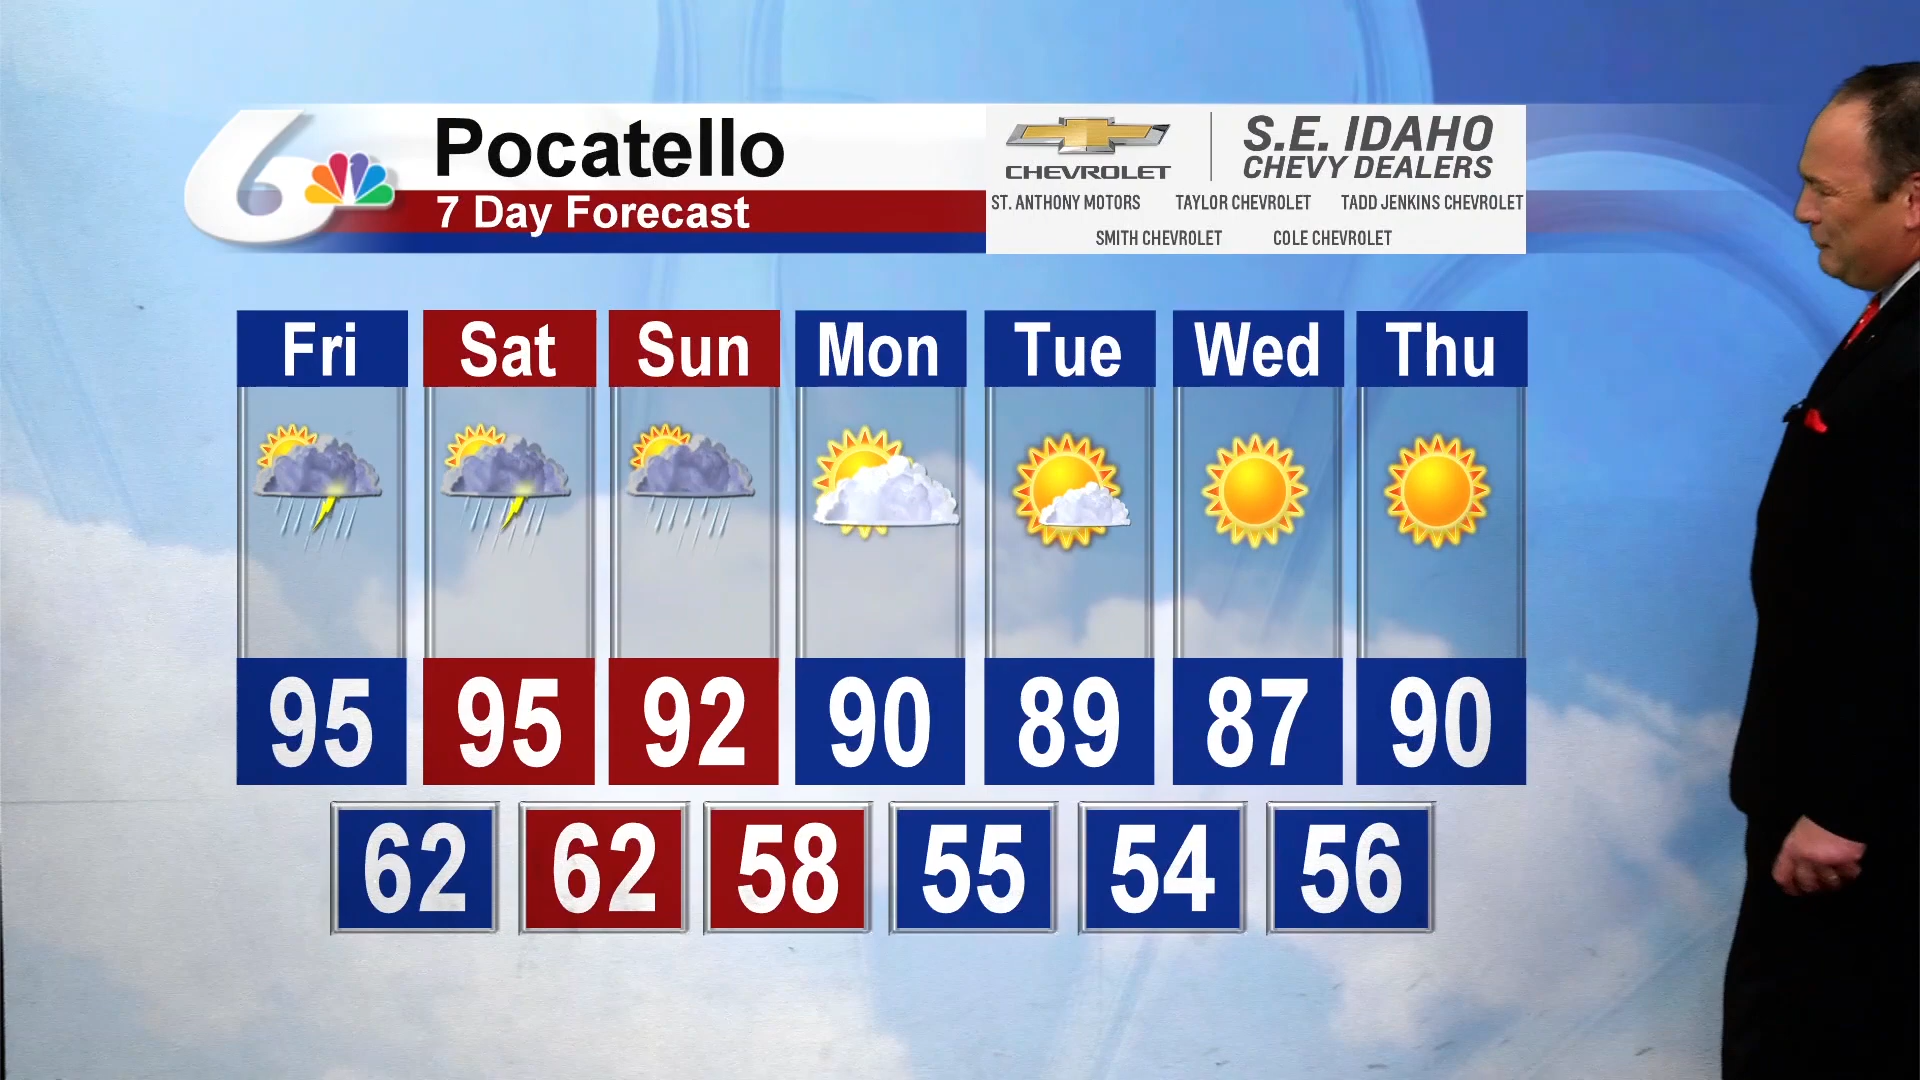 6
Pocatello
7 Day Forecast
CHEVROLET
S.E. IDAHO
CHEVY DEALERS
ST. ANTHONY MOTORS TAYLOR CHEVROLET TADD JENKINS CHEVROLET
SMITH CHEVROLET COLE CHEVROLET
Fri Sat Sun Mon Tue Wed Thu
95 95 92 90 89 87 90
62 62 58 55 54 56